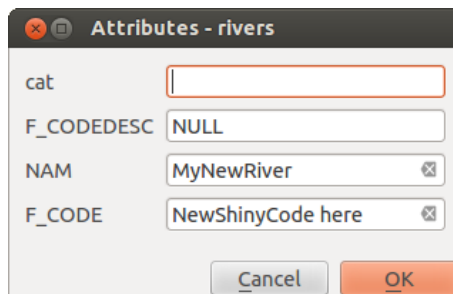 Attributes - rivers
cat
F_CODEDESC NULL
NAM MyNewRiver
F_CODE NewShinyCode here
Cancel OK